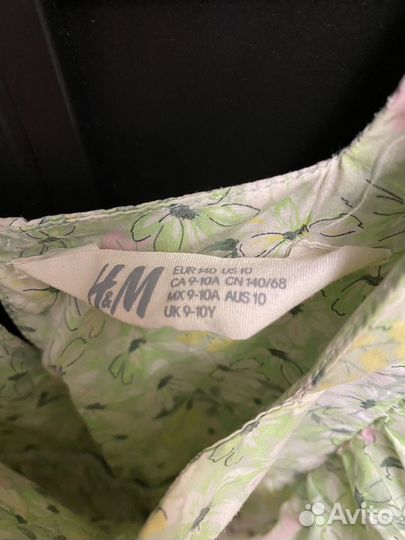 H&M
EUR 140 US 10
CA 9-10A CN 140/68
MX 9-10A AUS 10
UK 9-10Y
Avito